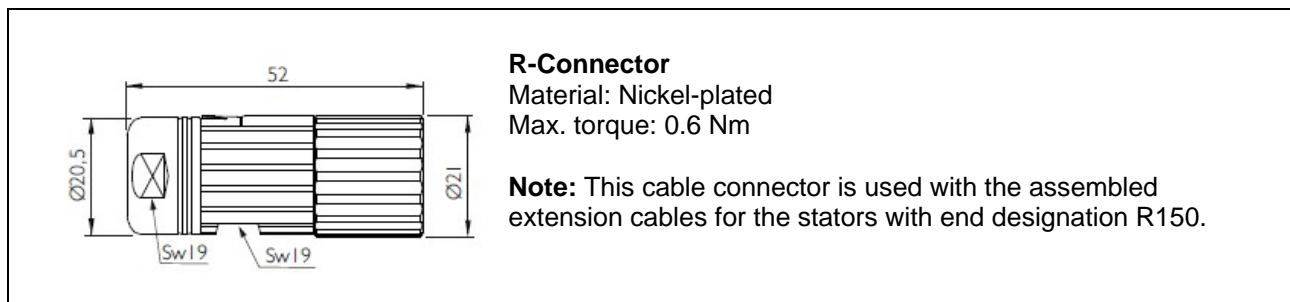 52
Ø20,5
Ø21
Sw19
Sw19
R-Connector
Material: Nickel-plated
Max. torque: 0.6 Nm
Note: This cable connector is used with the assembled
extension cables for the stators with end designation R150.